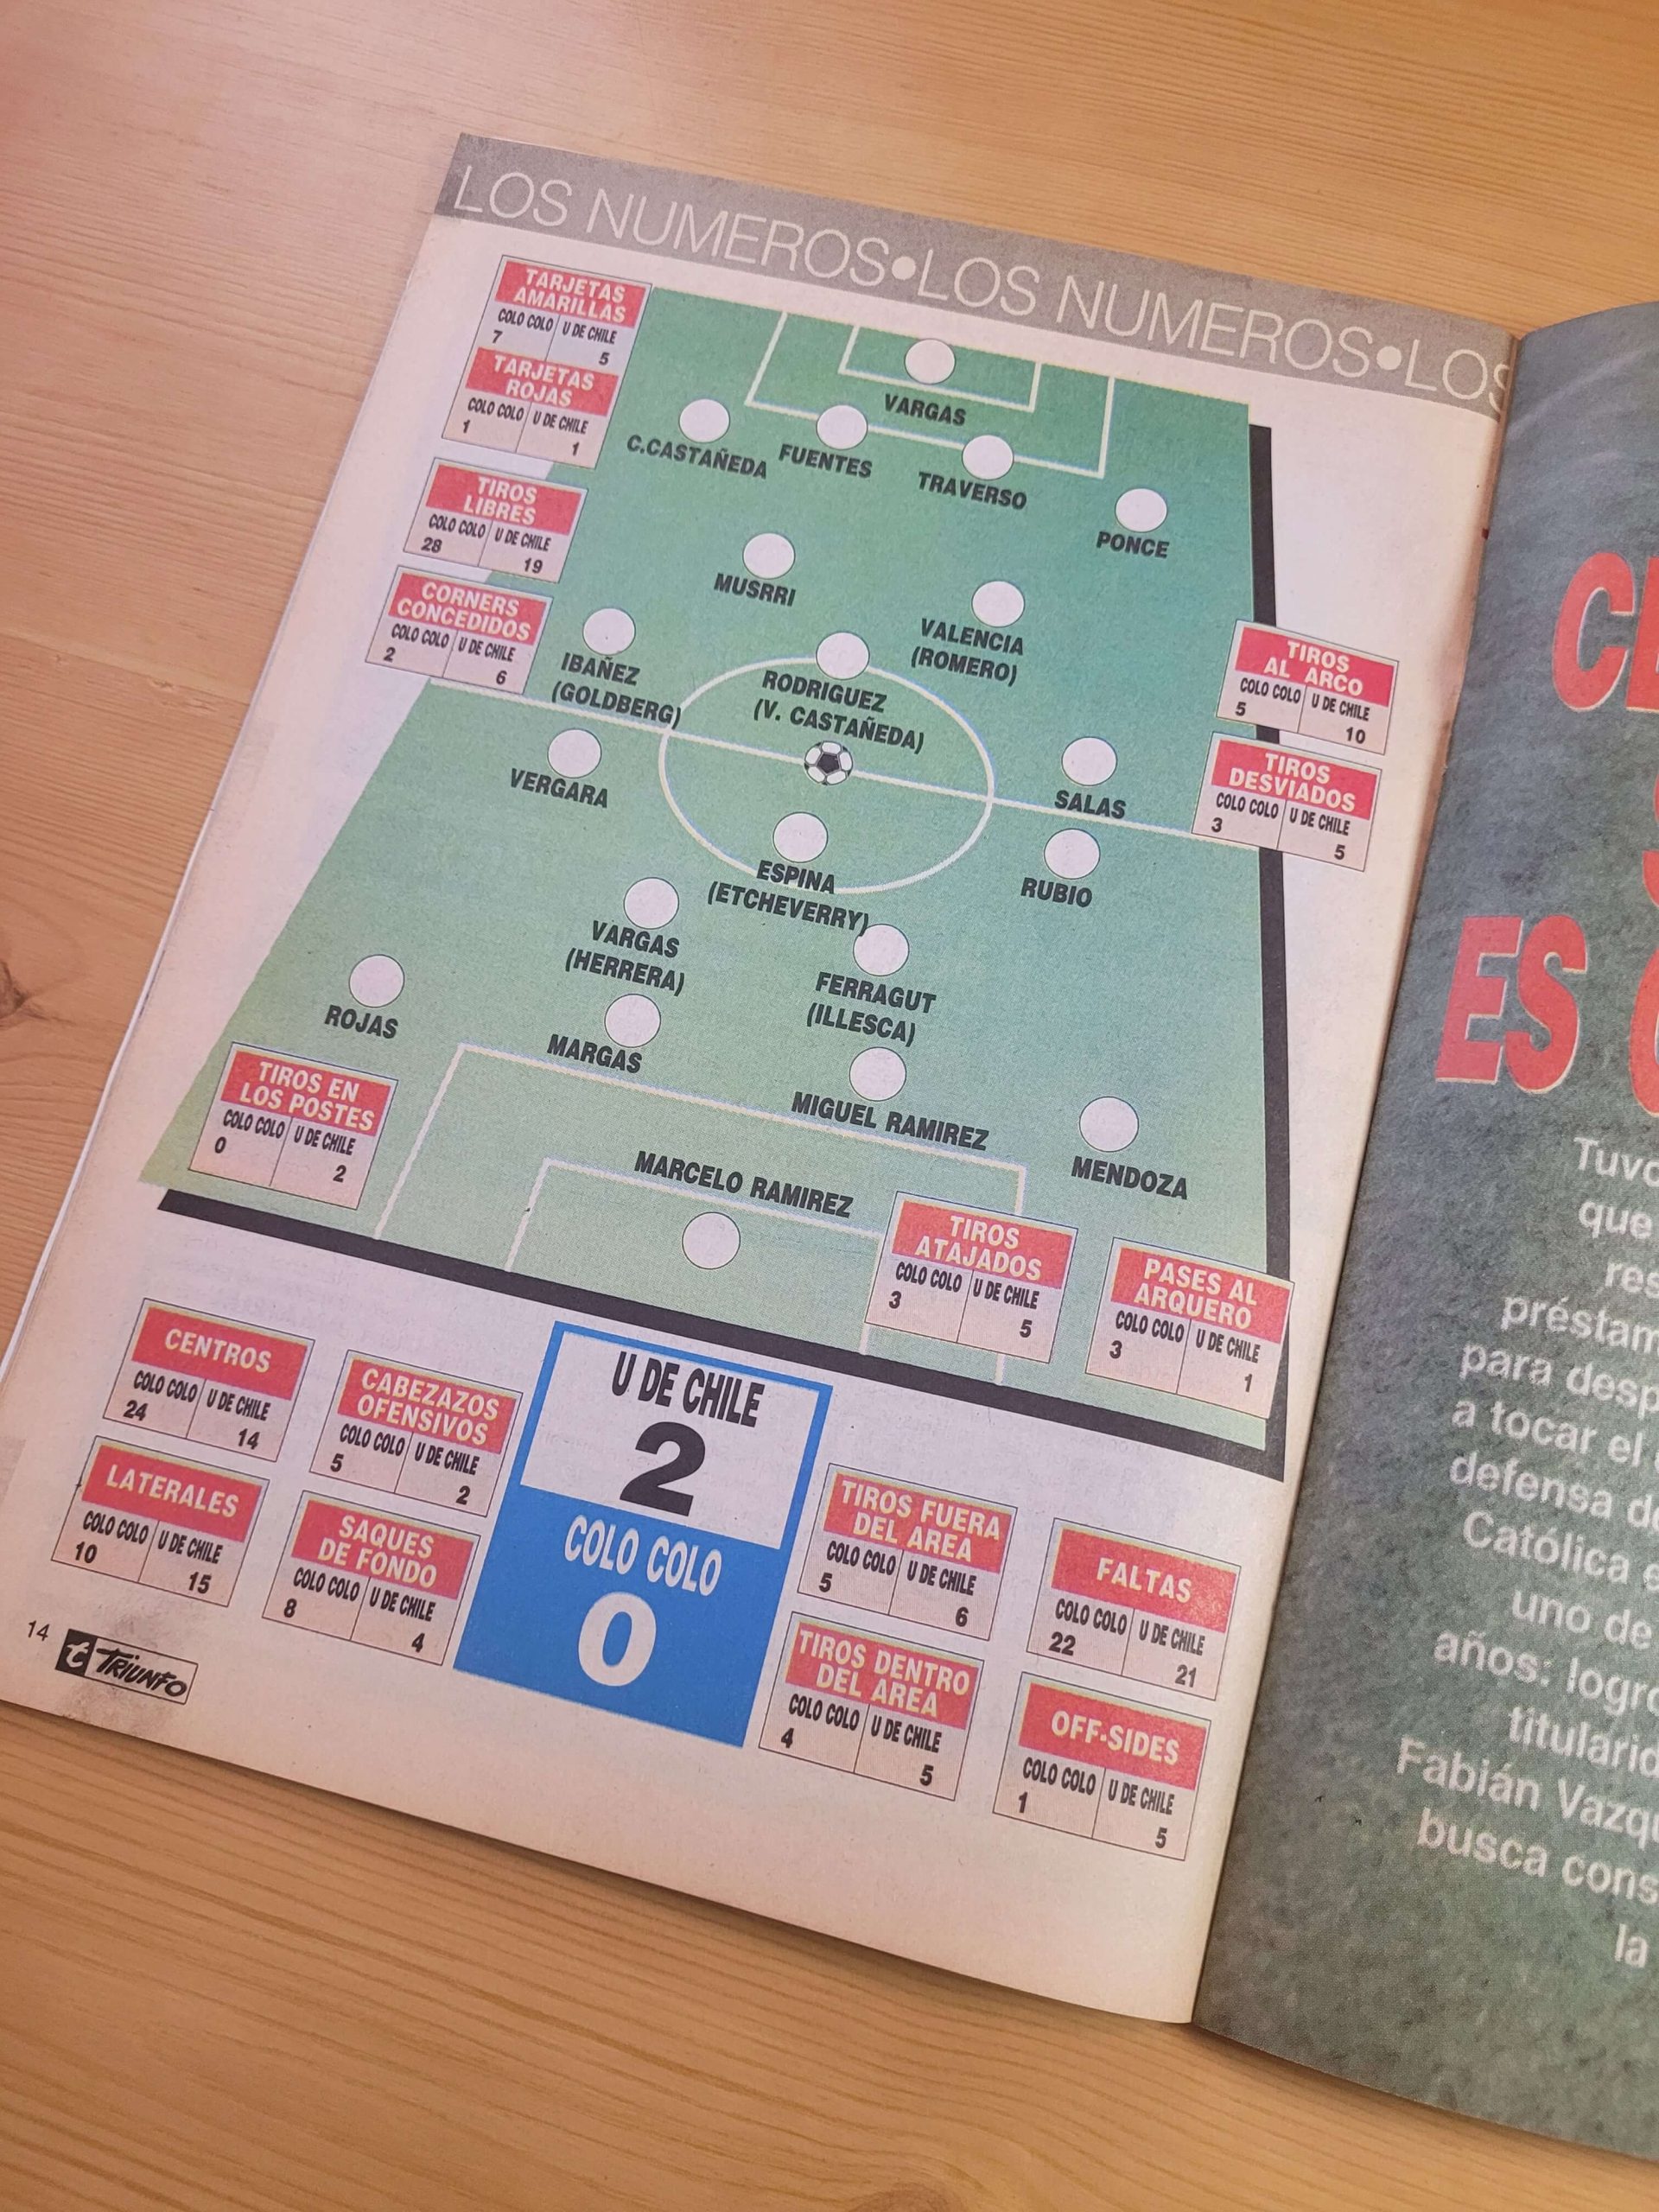 LOS NUMEROS•LOS NUMEROS•LOS
TARJETAS
AMARILLAS
COLO COLO U DE CHILE
7 5
TARJETAS
ROJAS
COLO COLO U DE CHILE
1 1
TIROS
LIBRES
COLO COLO U DE CHILE
28 19
CORNERS
CONCEDIDOS
COLO COLO U DE CHILE
2 6
VARGAS
C.CASTAÑEDA
FUENTES
TRAVERSO
PONCE
MUSRRI
VALENCIA
(ROMERO)
IBAÑEZ
(GOLDBERG)
RODRIGUEZ
(V. CASTAÑEDA)
SALAS
VERGARA
ESPINA
(ETCHEVERRY)
RUBIO
VARGAS
(HERRERA)
FERRAGUT
(ILLESCA)
ROJAS
MARGAS
MIGUEL RAMIREZ
MENDOZA
MARCELO RAMIREZ
TIROS
AL ARCO
COLO COLO U DE CHILE
5 10
TIROS
DESVIADOS
COLO COLO U DE CHILE
3 5
TIROS EN
LOS POSTES
COLO COLO U DE CHILE
0 2
TIROS
ATAJADOS
COLO COLO U DE CHILE
3 5
PASES AL
ARQUERO
COLO COLO U DE CHILE
3 1
CENTROS
COLO COLO U DE CHILE
24 14
CABEZAZOS
OFENSIVOS
COLO COLO U DE CHILE
5 2
LATERALES
COLO COLO U DE CHILE
10 15
SAQUES
DE FONDO
COLO COLO U DE CHILE
8 4
U DE CHILE
2
COLO COLO
0
TIROS FUERA
DEL AREA
COLO COLO U DE CHILE
5 6
FALTAS
COLO COLO U DE CHILE
22 21
TIROS DENTRO
DEL AREA
COLO COLO U DE CHILE
4 5
OFF-SIDES
COLO COLO U DE CHILE
1 5
14 t TRIUNFO
ES
Tuvo
que
res
préstam
para desp
a tocar el
defensa d
Católica e
uno de
años: logró
titularid
Fabián Vazqu
busca cons
la